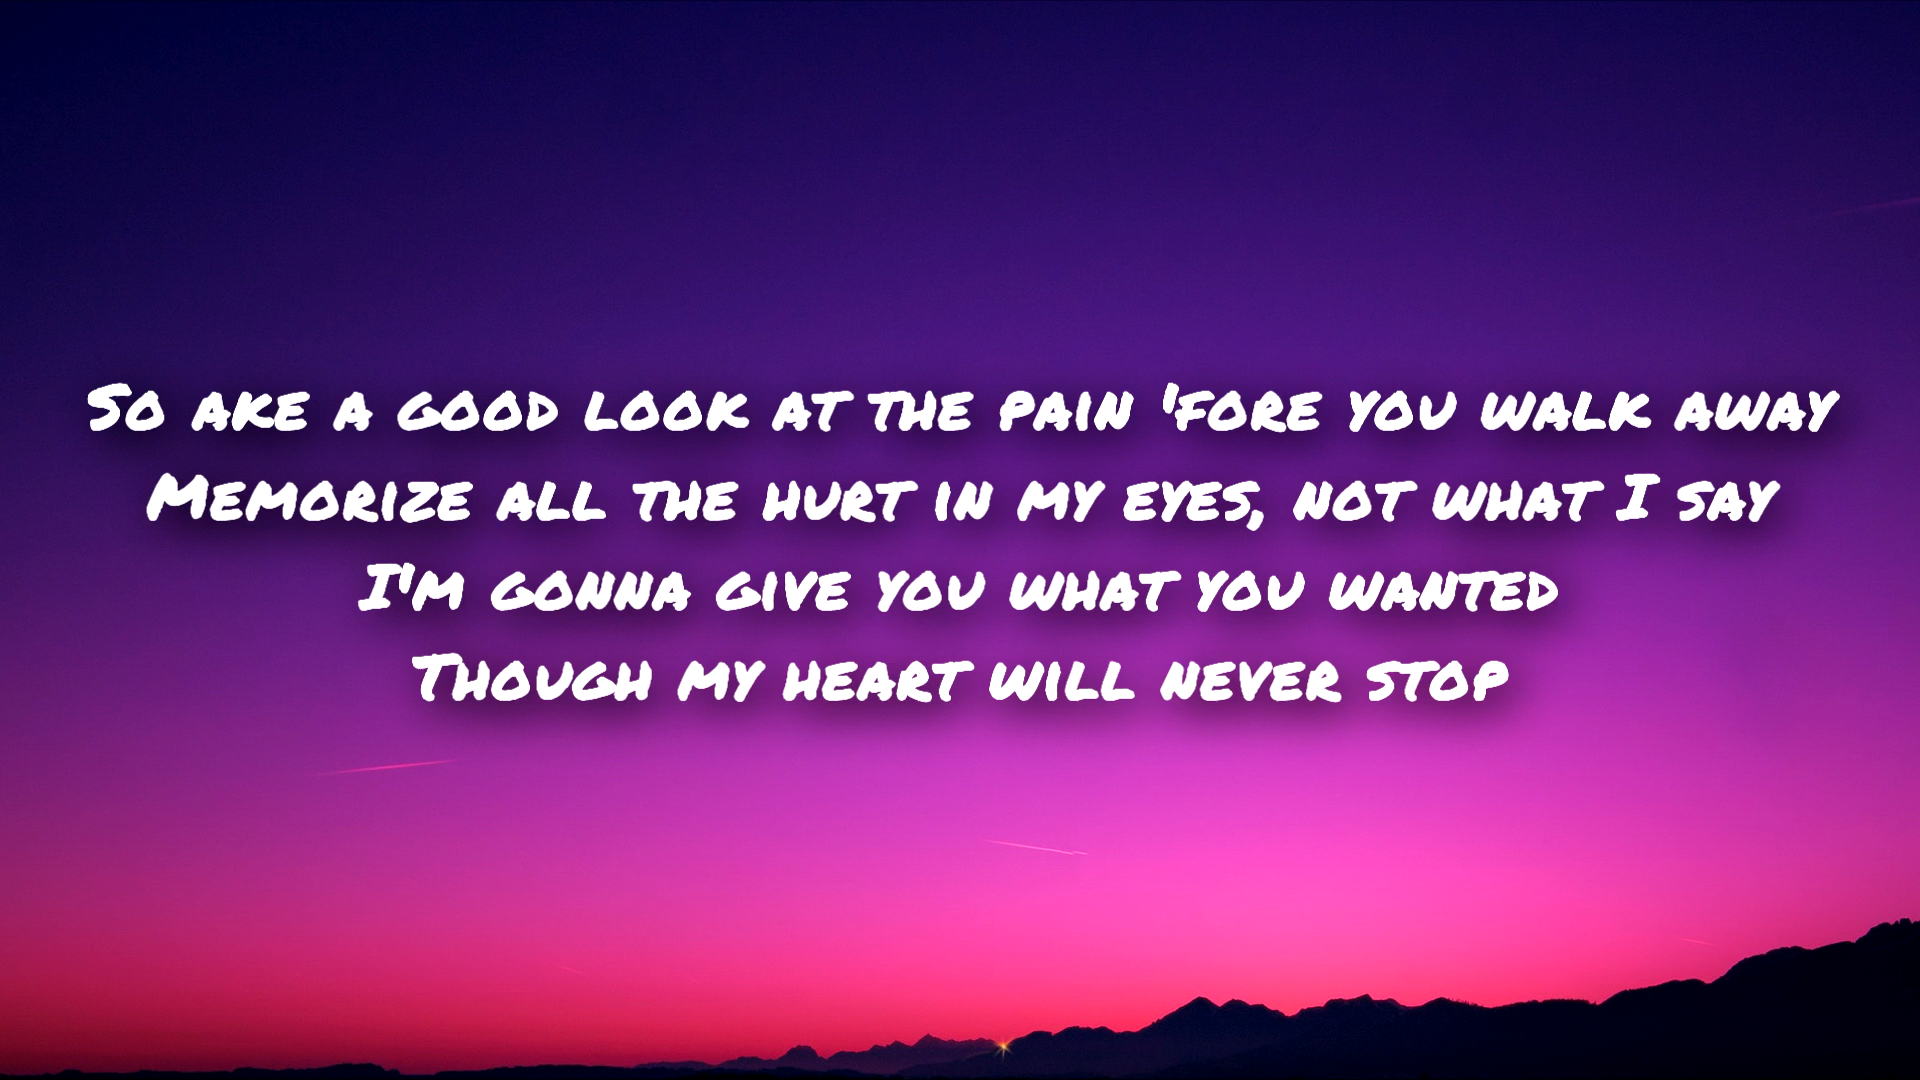 So ake a good look at the pain 'fore you walk away
Memorize all the hurt in my eyes, not what I say
I'm gonna give you what you wanted
Though my heart will never stop